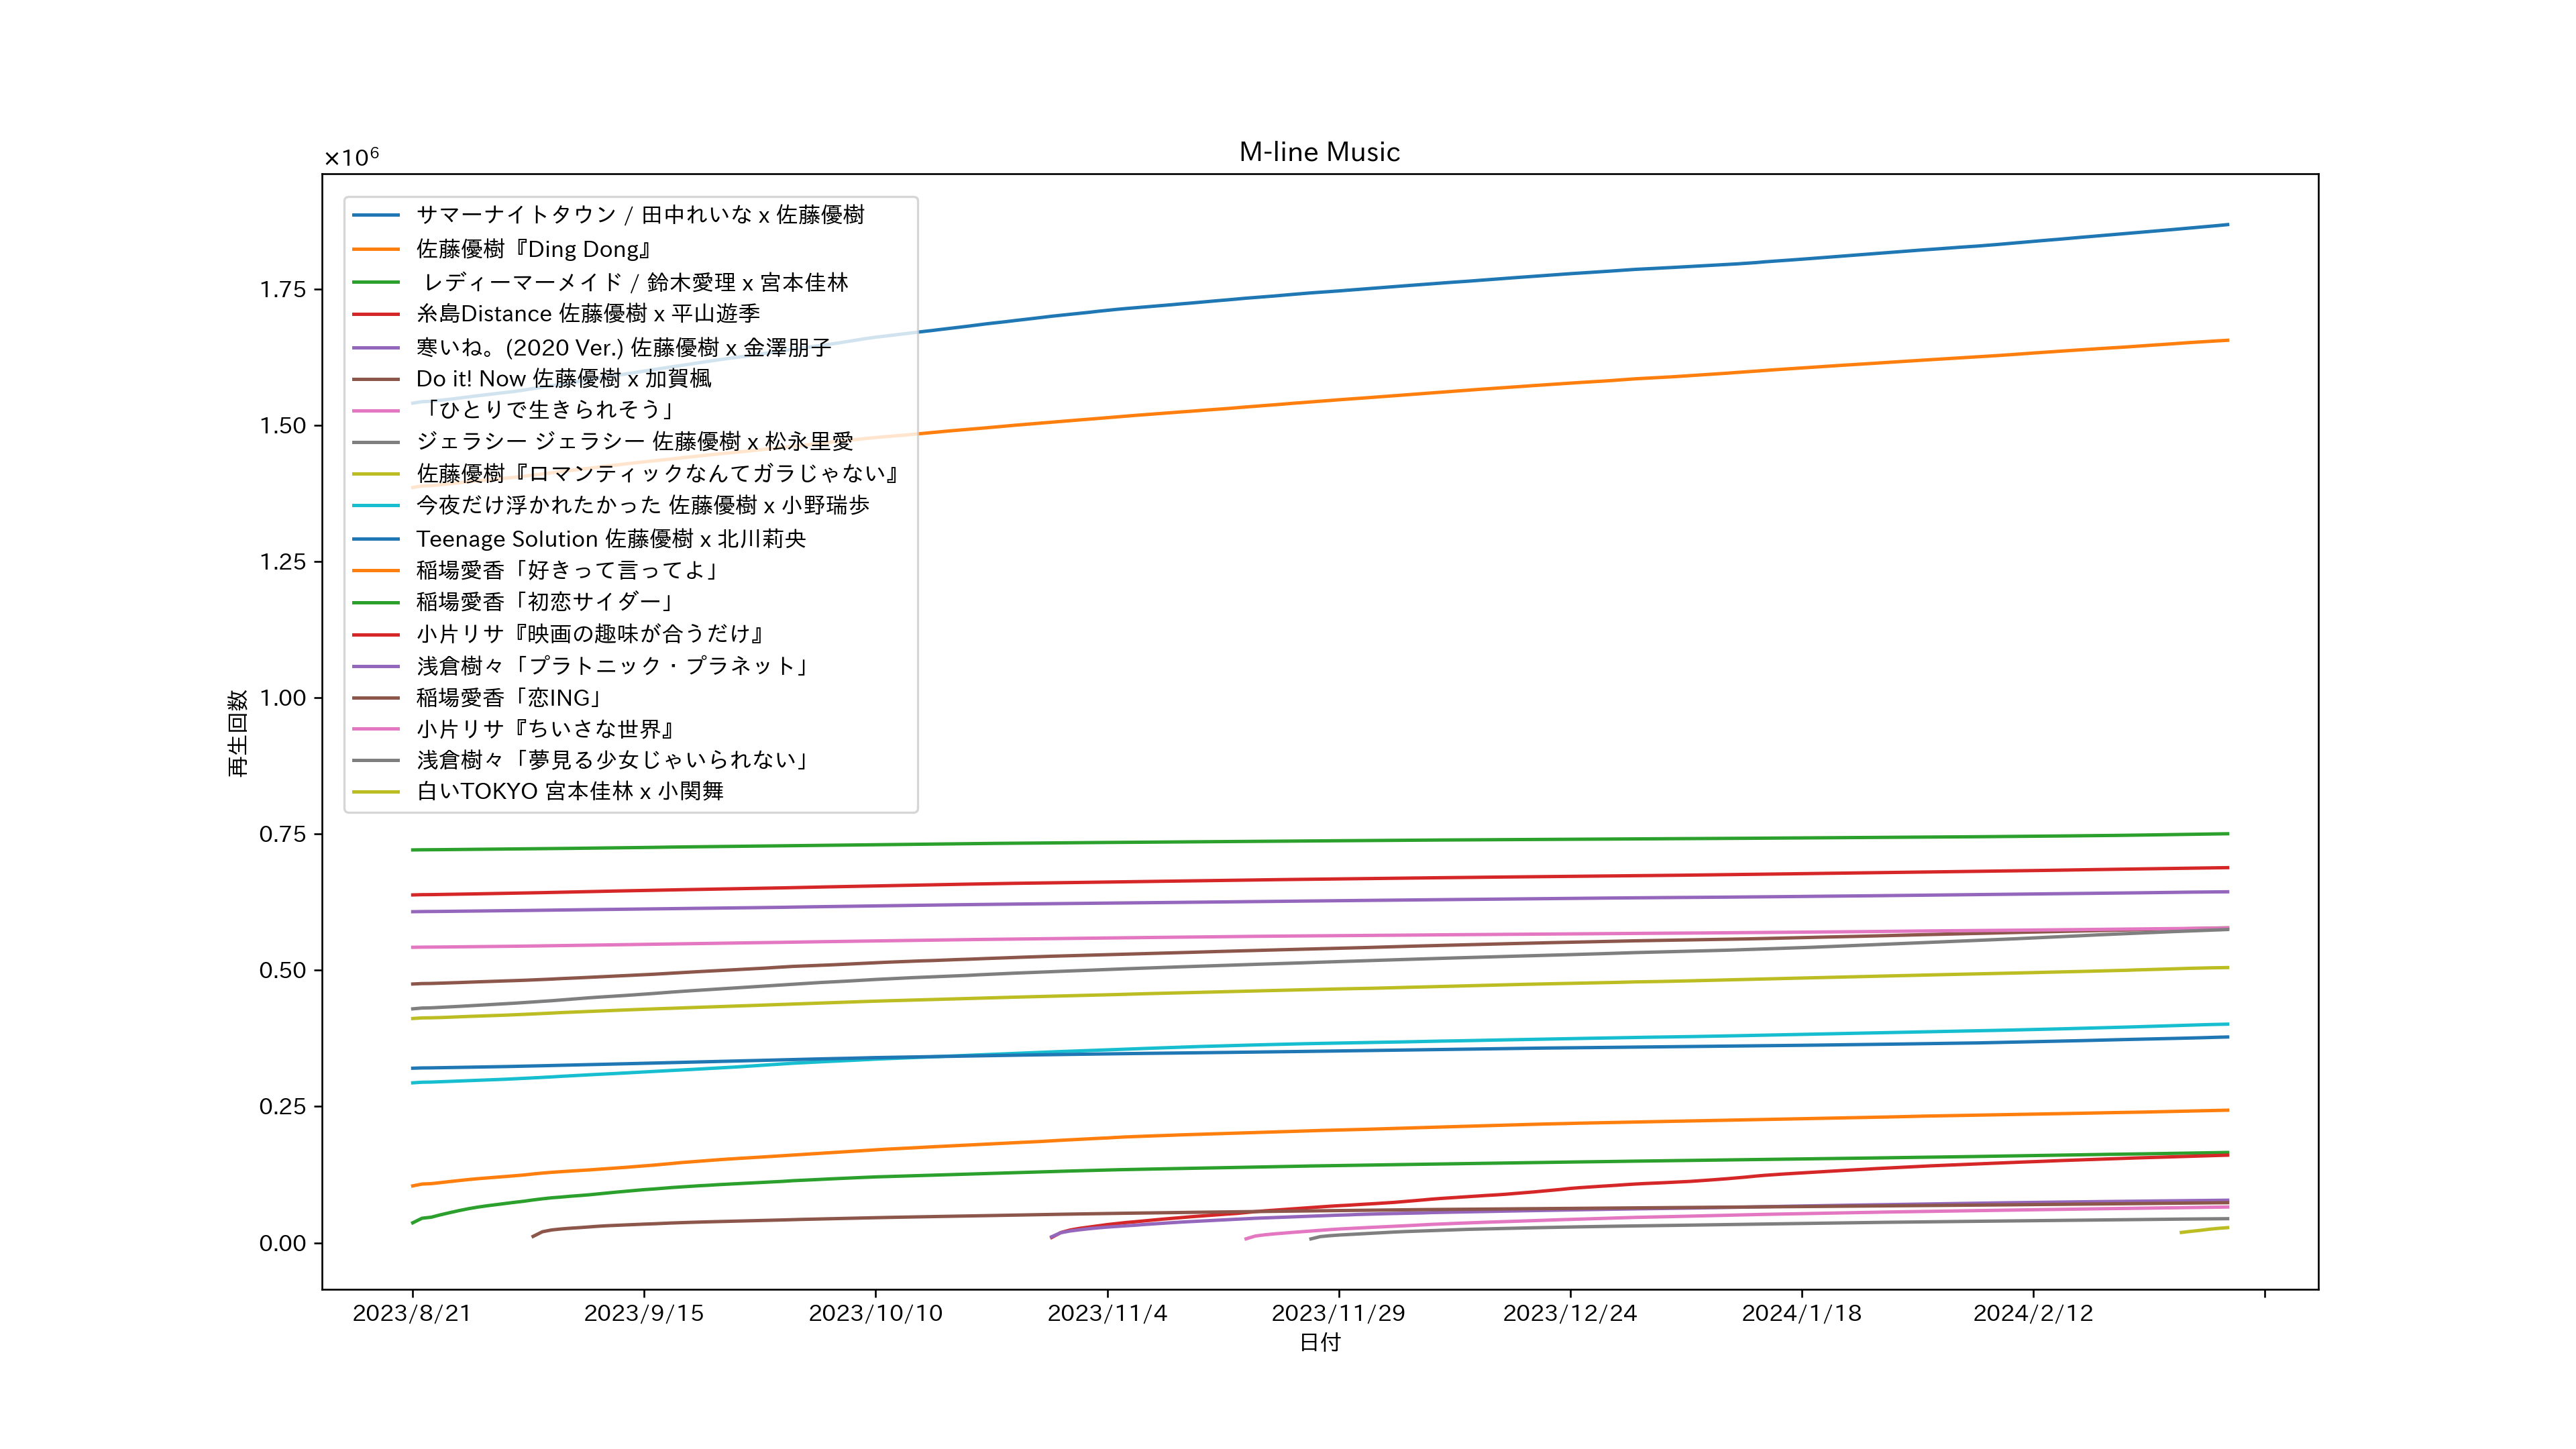 M-line Music
×10⁶
サマーナイトタウン / 田中れいな x 佐藤優樹
佐藤優樹『Ding Dong』
レディーマーメイド / 鈴木愛理 x 宮本佳林
糸島Distance 佐藤優樹 x 平山遊季
寒いね。(2020 Ver.) 佐藤優樹 x 金澤朋子
Do it! Now 佐藤優樹 x 加賀楓
「ひとりで生きられそう」
ジェラシー ジェラシー 佐藤優樹 x 松永里愛
佐藤優樹『ロマンティックなんてガラじゃない』
今夜だけ浮かれたかった 佐藤優樹 x 小野瑞歩
Teenage Solution 佐藤優樹 x 北川莉央
稲場愛香「好きって言ってよ」
稲場愛香「初恋サイダー」
小片リサ『映画の趣味が合うだけ』
浅倉樹々「プラトニック・プラネット」
稲場愛香「恋ING」
小片リサ『ちいさな世界』
浅倉樹々「夢見る少女じゃいられない」
白いTOKYO 宮本佳林 x 小関舞
1.75
1.50
1.25
1.00
0.75
0.50
0.25
0.00
再生回数
2023/8/21
2023/9/15
2023/10/10
2023/11/4
2023/11/29
2023/12/24
2024/1/18
2024/2/12
日付